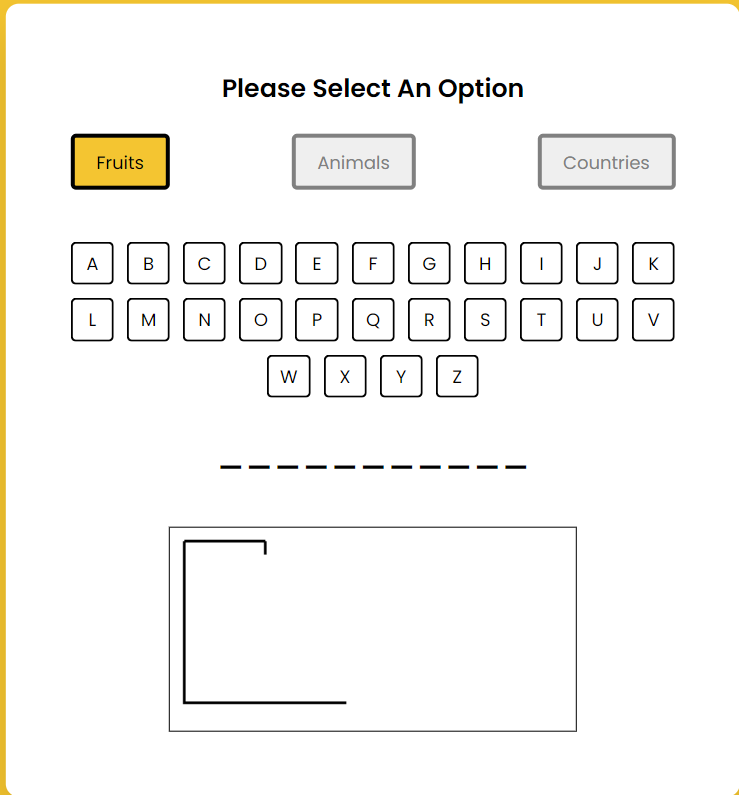 Please Select An Option
Fruits Animals Countries
A B C D E F G H I J K
L M N O P Q R S T U V
W X Y Z
_ _ _ _ _ _ _ _ _ _ _